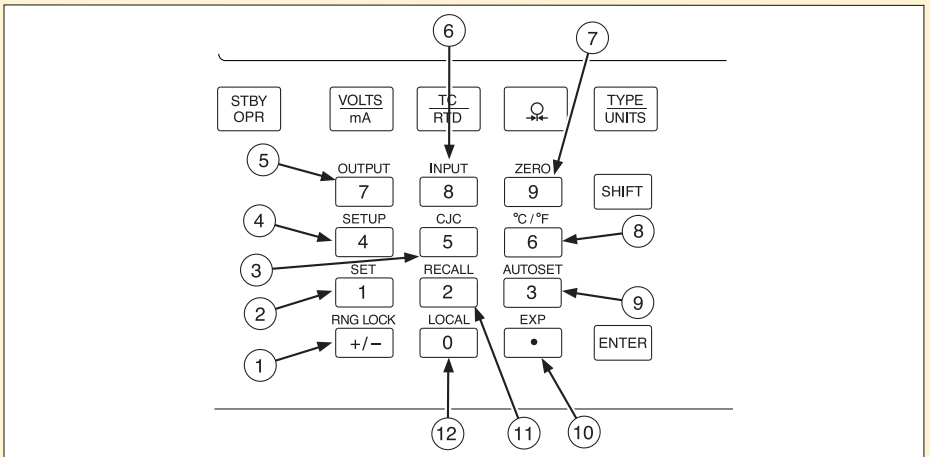 6
7
STBY
OPR
VOLTS
mA
TC
RTD
TYPE
UNITS
5
OUTPUT
7
INPUT
8
ZERO
9
SHIFT
4
SETUP
4
CJC
5
°C/°F
6
8
3
2
SET
1
RECALL
2
AUTOSET
3
9
1
RNG LOCK
+/−
LOCAL
0
EXP
•
ENTER
12
11
10